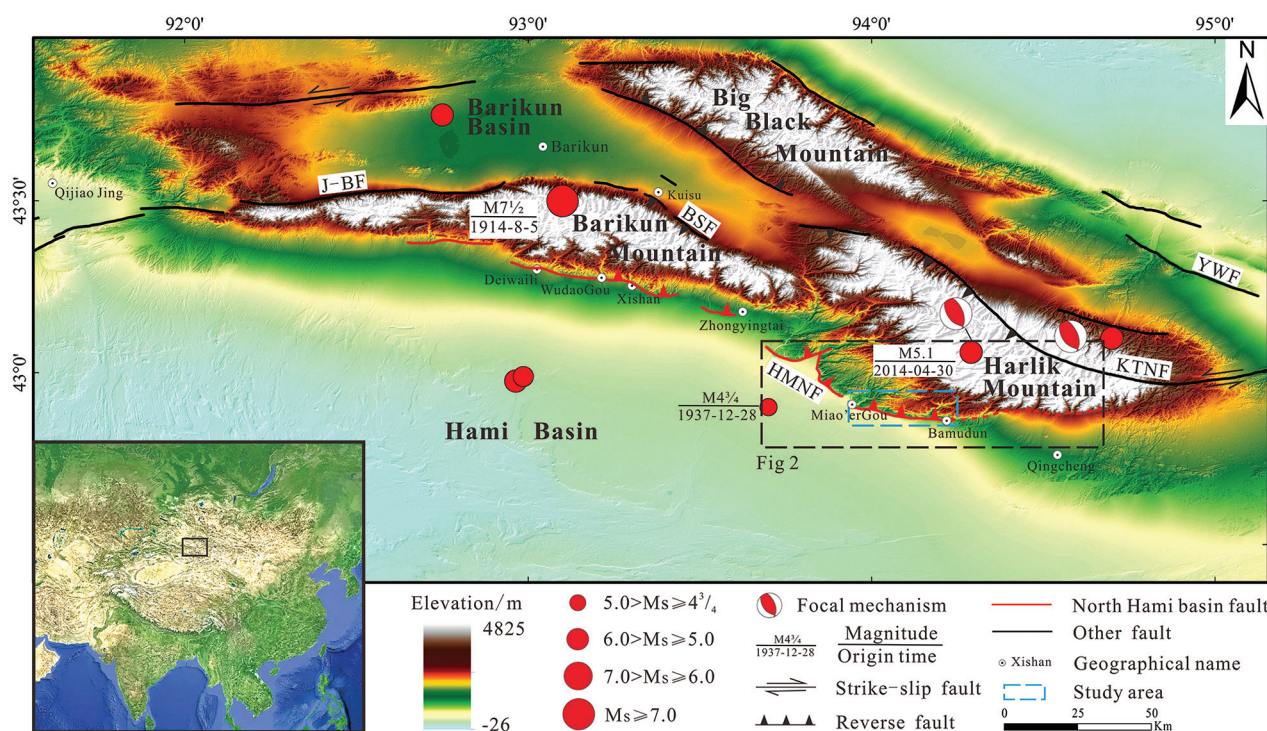 92°0'
93°0'
94°0'
95°0'
N
Big
Black
Mountain
Barikun
Basin
Barikun
Qijiao Jing
J-BF
Kuisu
43°30'
M7½
1914-8-5
BSF
Barikun
Mountain
YWF
Deiwaili
WudaoGou
Xishan
Zhongyingtai
43°0'
M5.1
2014-04-30
Harlik
Mountain
KTNF
HMNF
M4¾
1937-12-28
Miao'erGou
Bamudun
Hami Basin
Fig 2
Qingcheng
Elevation/m
4825
-26
5.0>Ms≥4³/₄
6.0>Ms≥5.0
7.0>Ms≥6.0
Ms≥7.0
Focal mechanism
M4¾
1937-12-28
Magnitude
Origin time
Strike-slip fault
Reverse fault
North Hami basin fault
Other fault
Xishan
Geographical name
Study area
0 25 50
Km